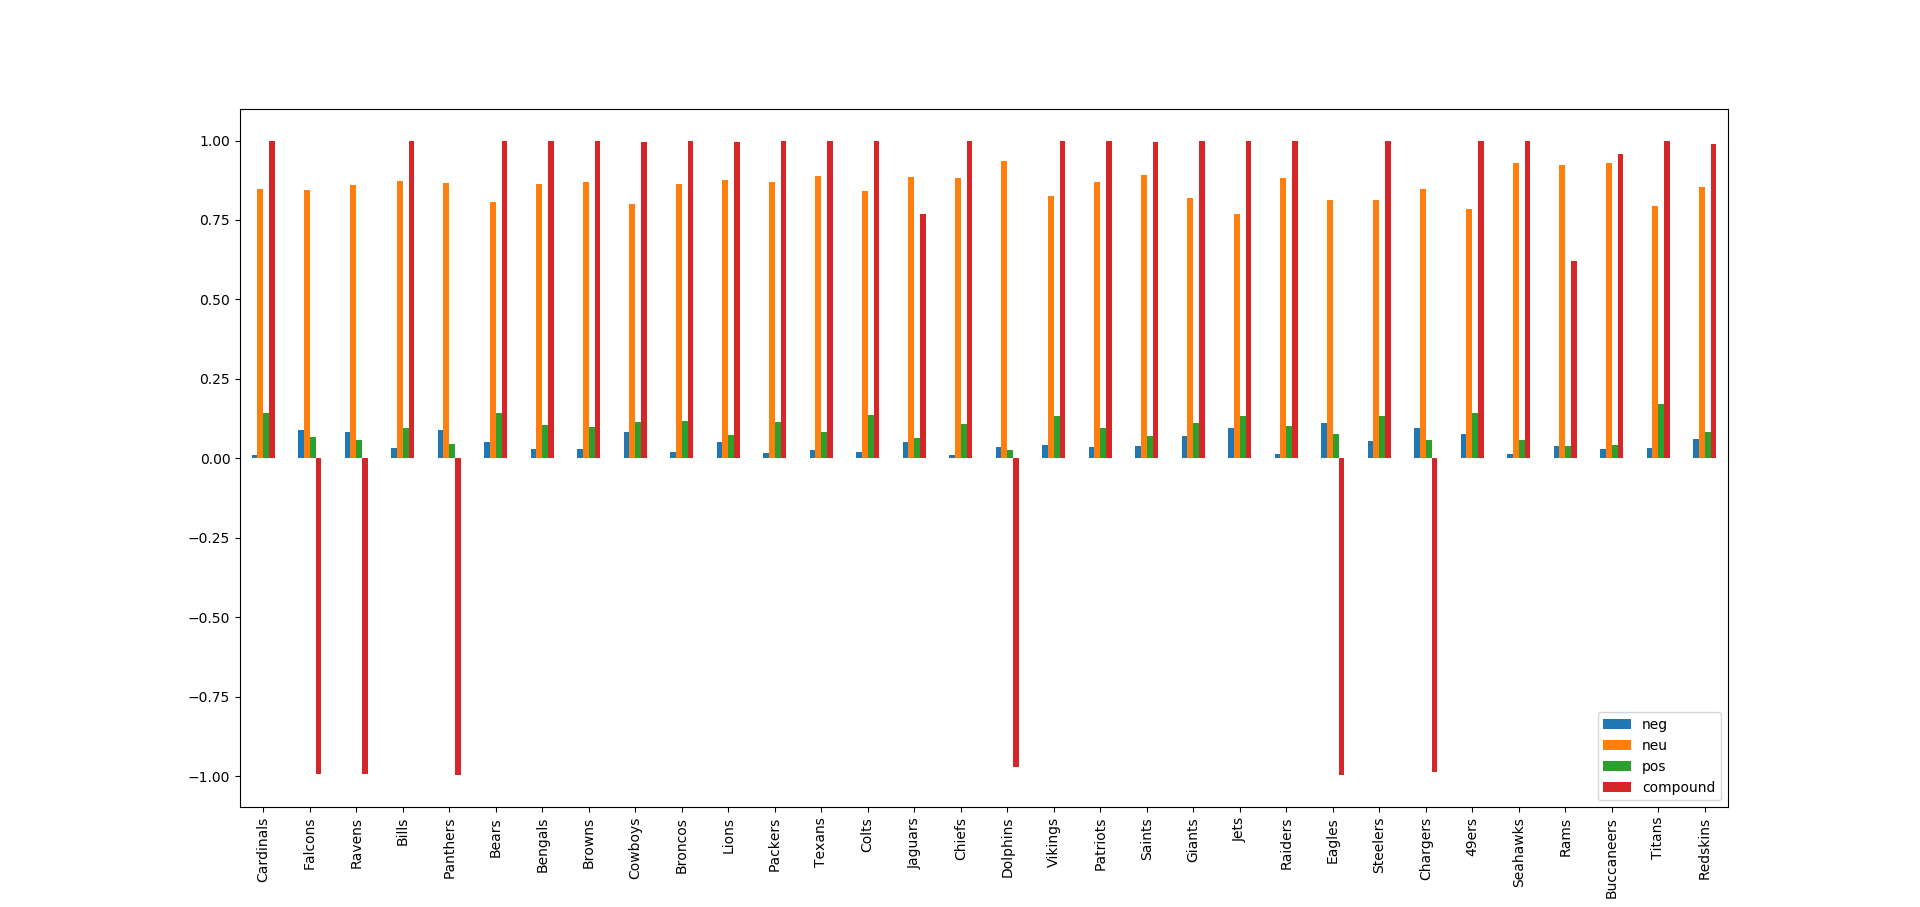 1.00
0.75
0.50
0.25
0.00
−0.25
−0.50
−0.75
−1.00
Cardinals
Falcons
Ravens
Bills
Panthers
Bears
Bengals
Browns
Cowboys
Broncos
Lions
Packers
Texans
Colts
Jaguars
Chiefs
Dolphins
Vikings
Patriots
Saints
Giants
Jets
Raiders
Eagles
Steelers
Chargers
49ers
Seahawks
Rams
Buccaneers
Titans
Redskins
neg
neu
pos
compound